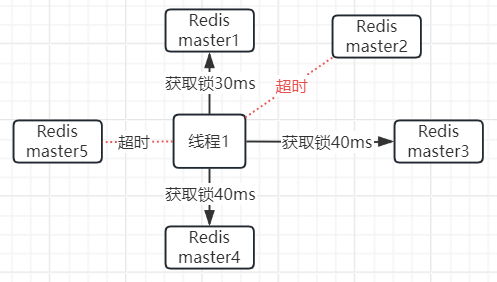 Redis
master1
Redis
master2
获取锁30ms
超时
Redis
master5
超时
线程1
获取锁40ms
Redis
master3
获取锁40ms
Redis
master4